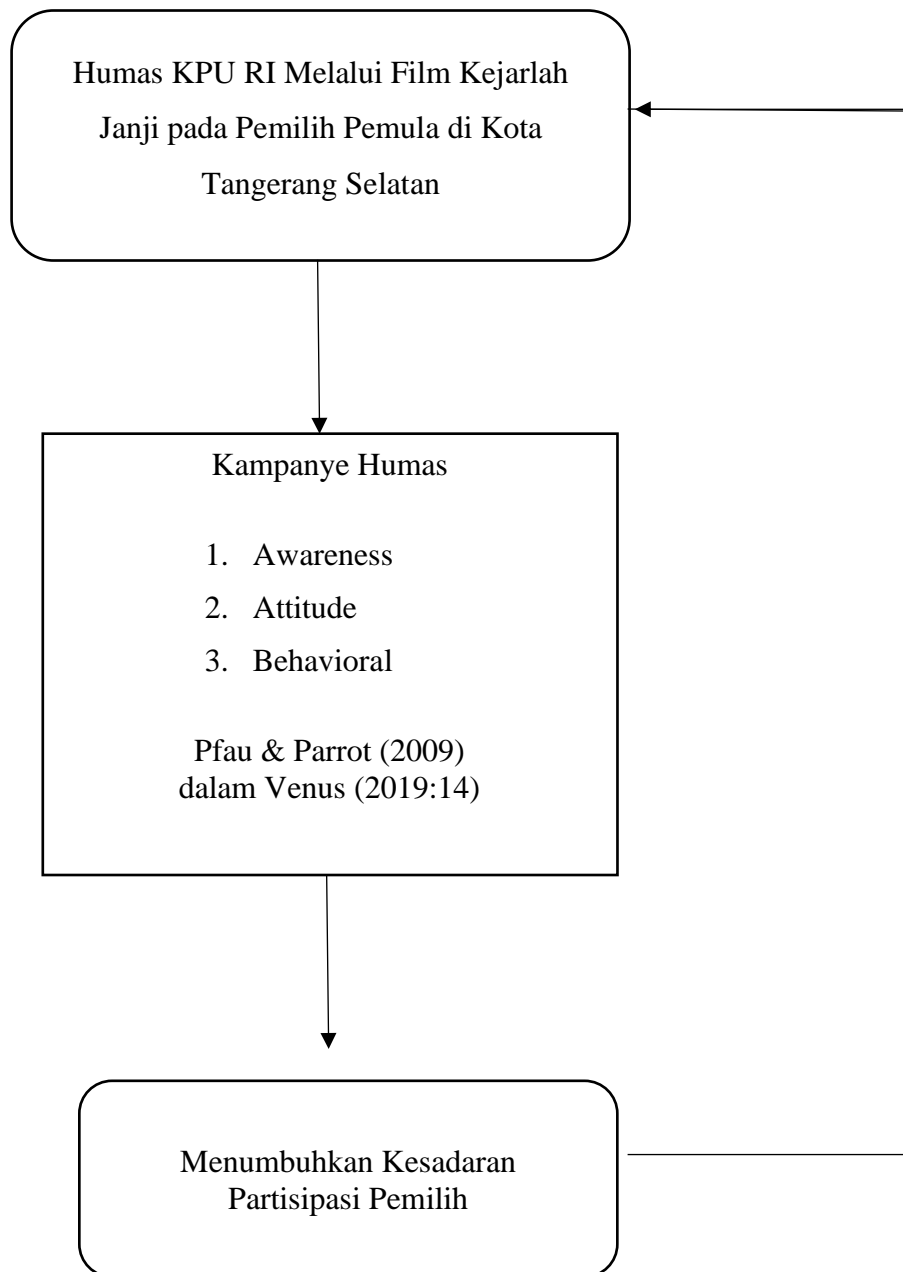 Humas KPU RI Melalui Film Kejarlah
Janji pada Pemilih Pemula di Kota
Tangerang Selatan
Kampanye Humas
1. Awareness
2. Attitude
3. Behavioral
Pfau & Parrot (2009)
dalam Venus (2019:14)
Menumbuhkan Kesadaran
Partisipasi Pemilih